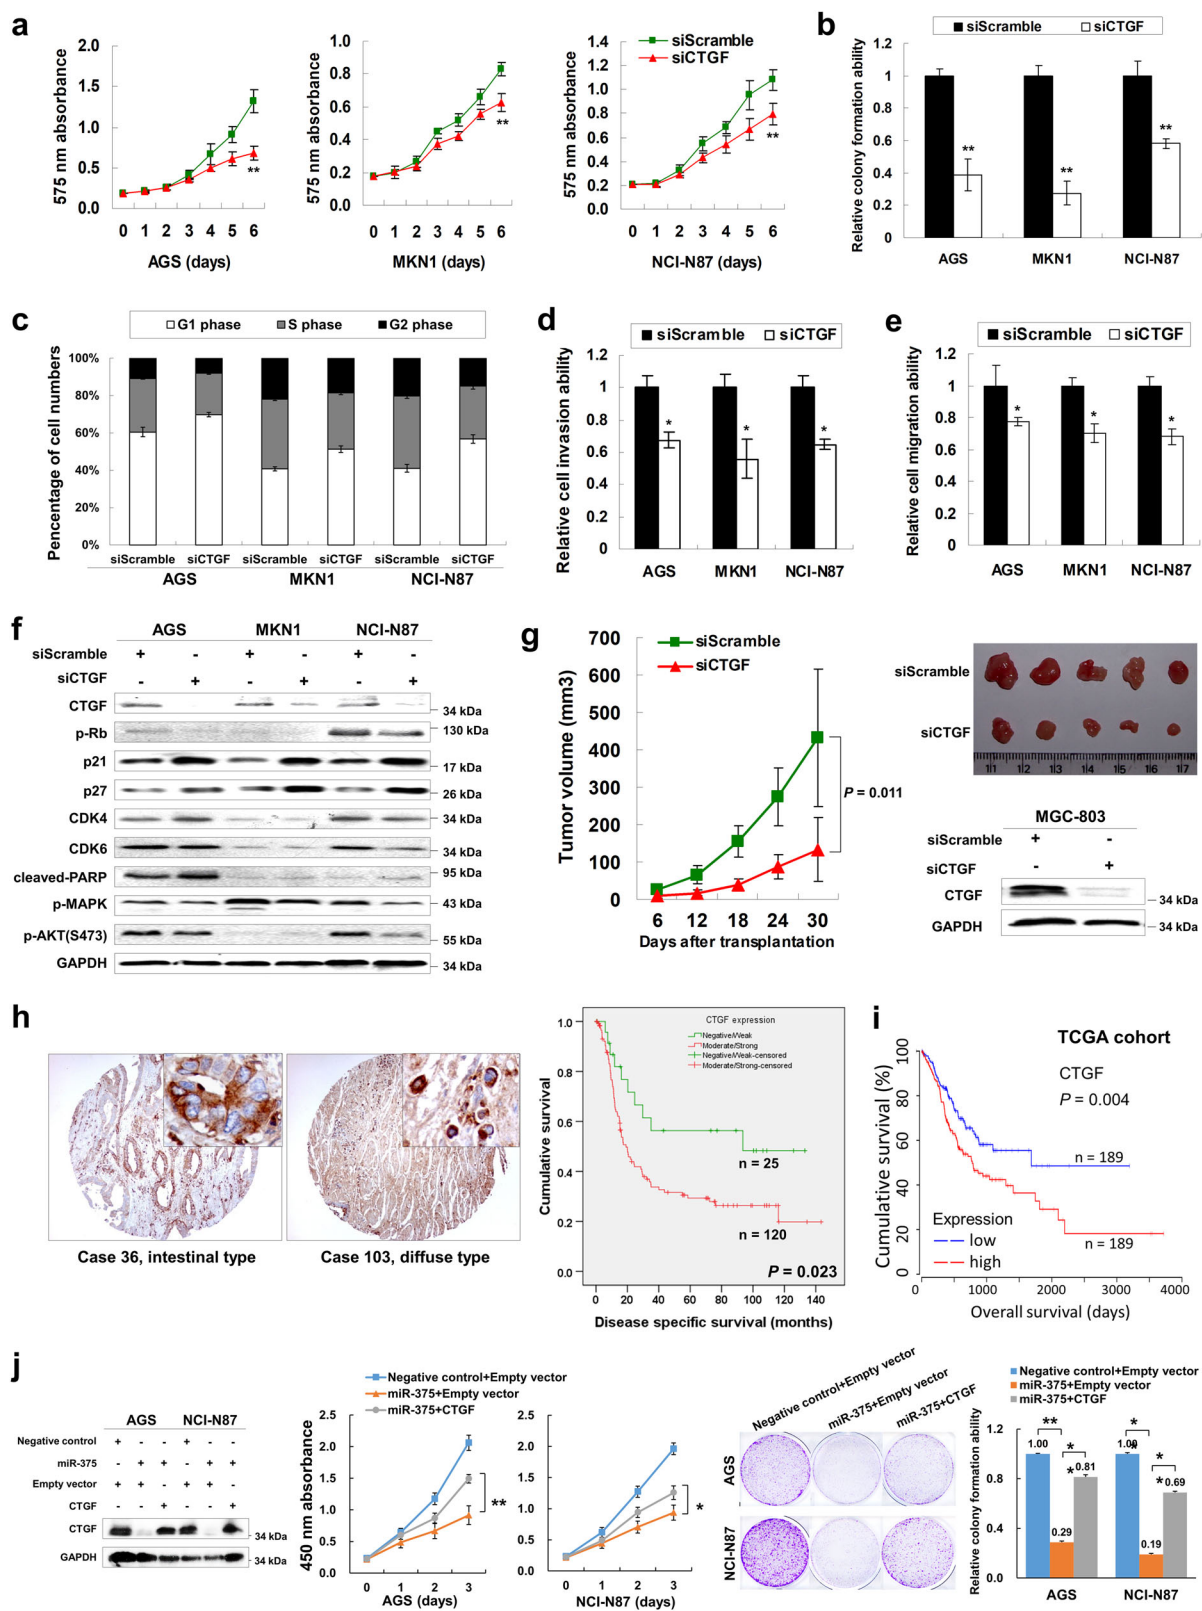 a
575 nm absorbance
2.0
1.5
1.0
0.5
0.0
**
0 1 2 3 4 5 6
AGS (days)
575 nm absorbance
1.0
0.8
0.6
0.4
0.2
0.0
**
0 1 2 3 4 5 6
MKN1 (days)
siScramble
siCTGF
575 nm absorbance
1.4
1.2
1.0
0.8
0.6
0.4
0.2
0.0
**
0 1 2 3 4 5 6
NCI-N87 (days)
b
siScramble siCTGF
Relative colony formation ability
1.2
1
0.8
0.6
0.4
0.2
0
** ** **
AGS MKN1 NCI-N87
c
G1 phase S phase G2 phase
Pencentage of cell numbers
100%
80%
60%
40%
20%
0%
siScramble siCTGF siScramble siCTGF siScramble siCTGF
AGS MKN1 NCI-N87
d
siScramble siCTGF
Relative cell invasion ability
1.2
1
0.8
0.6
0.4
0.2
0
* * *
AGS MKN1 NCI-N87
e
siScramble siCTGF
Relative cell migration ability
1.2
1
0.8
0.6
0.4
0.2
0
* * *
AGS MKN1 NCI-N87
f
AGS MKN1 NCI-N87
siScramble + - + - + -
siCTGF - + - + - +
CTGF 34 kDa
p-Rb 130 kDa
p21 17 kDa
p27 26 kDa
CDK4 34 kDa
CDK6 34 kDa
cleaved-PARP 95 kDa
p-MAPK 43 kDa
p-AKT(S473) 55 kDa
GAPDH 34 kDa
g
siScramble
siCTGF
Tumor volume (mm3)
700
600
500
400
300
200
100
0
P = 0.011
6 12 18 24 30
Days after transplantation
siScramble
siCTGF
11 12 13 14 15 16 17
MGC-803
siScramble + -
siCTGF - +
CTGF 34 kDa
GAPDH 34 kDa
h
Case 36, intestinal type
Case 103, diffuse type
CTGF expression
Negative/Weak
Moderate/Strong
Negative/Weak-censored
Moderate/Strong-censored
Cumulative survival
1.0
0.8
0.6
0.4
0.2
0.0
n = 25
n = 120
P = 0.023
0 20 40 60 80 100 120 140
Disease specific survival (months)
i
TCGA cohort
CTGF
P = 0.004
Cumulative survival (%)
100
80
60
40
20
0
n = 189
n = 189
Expression
low
high
0 1000 2000 3000 4000
Overall survival (days)
j
AGS NCI-N87
Negative control + - - + - -
miR-375 - + + - + +
Empty vector + + - + + -
CTGF - - + - - +
CTGF 34 kDa
GAPDH 34 kDa
Negative control+Empty vector
miR-375+Empty vector
miR-375+CTGF
450 nm absorbance
2.5
2.0
1.5
1.0
0.5
0.0
**
0 1 2 3
AGS (days)
2.5
2.0
1.5
1.0
0.5
0.0
*
0 1 2 3
NCI-N87 (days)
Negative control+Empty vector
miR-375+Empty vector
miR-375+CTGF
AGS
NCI-N87
Negative control+Empty vector
miR-375+Empty vector
miR-375+CTGF
Relative colony formation ability
1.2
0.8
0.4
0.0
** * *
* * * *
1.00 0.29 0.81
1.00 0.19 0.69
AGS NCI-N87